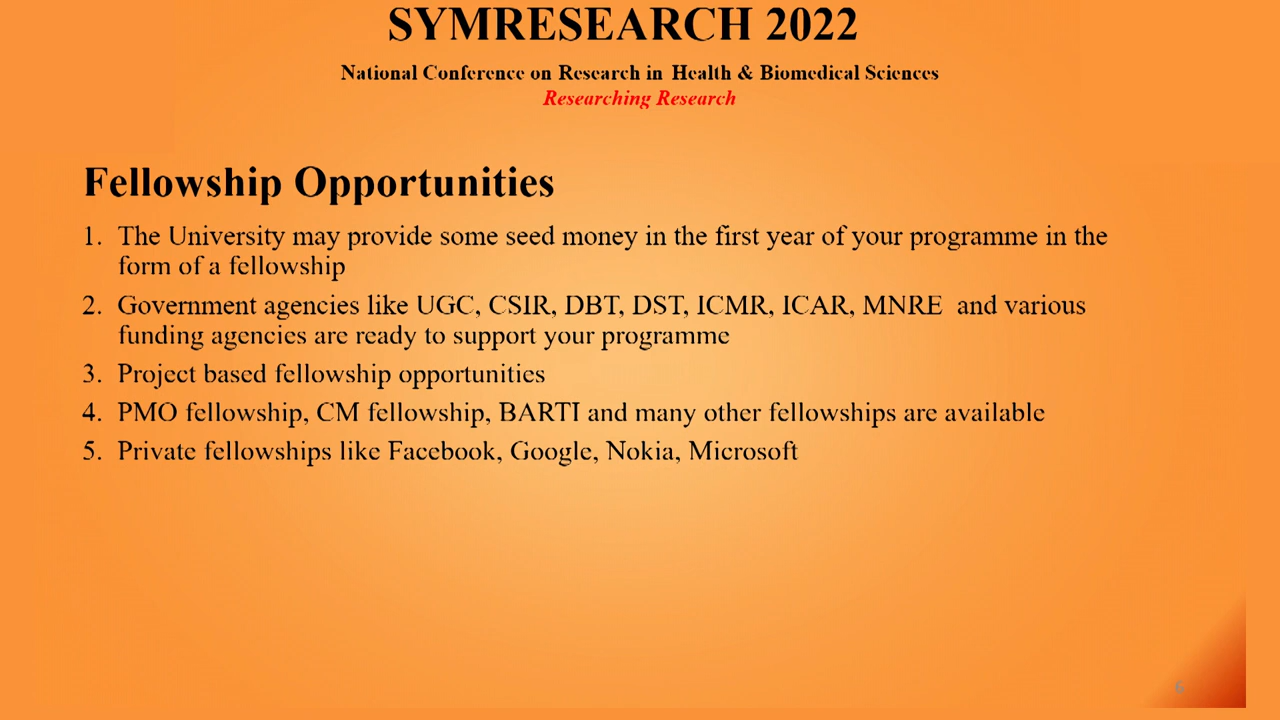 SYMRESEARCH 2022
National Conference on Research in Health & Biomedical Sciences
Researching Research
Fellowship Opportunities
1. The University may provide some seed money in the first year of your programme in the
form of a fellowship
2. Government agencies like UGC, CSIR, DBT, DST, ICMR, ICAR, MNRE and various
funding agencies are ready to support your programme
3. Project based fellowship opportunities
4. PMO fellowship, CM fellowship, BARTI and many other fellowships are available
5. Private fellowships like Facebook, Google, Nokia, Microsoft
6